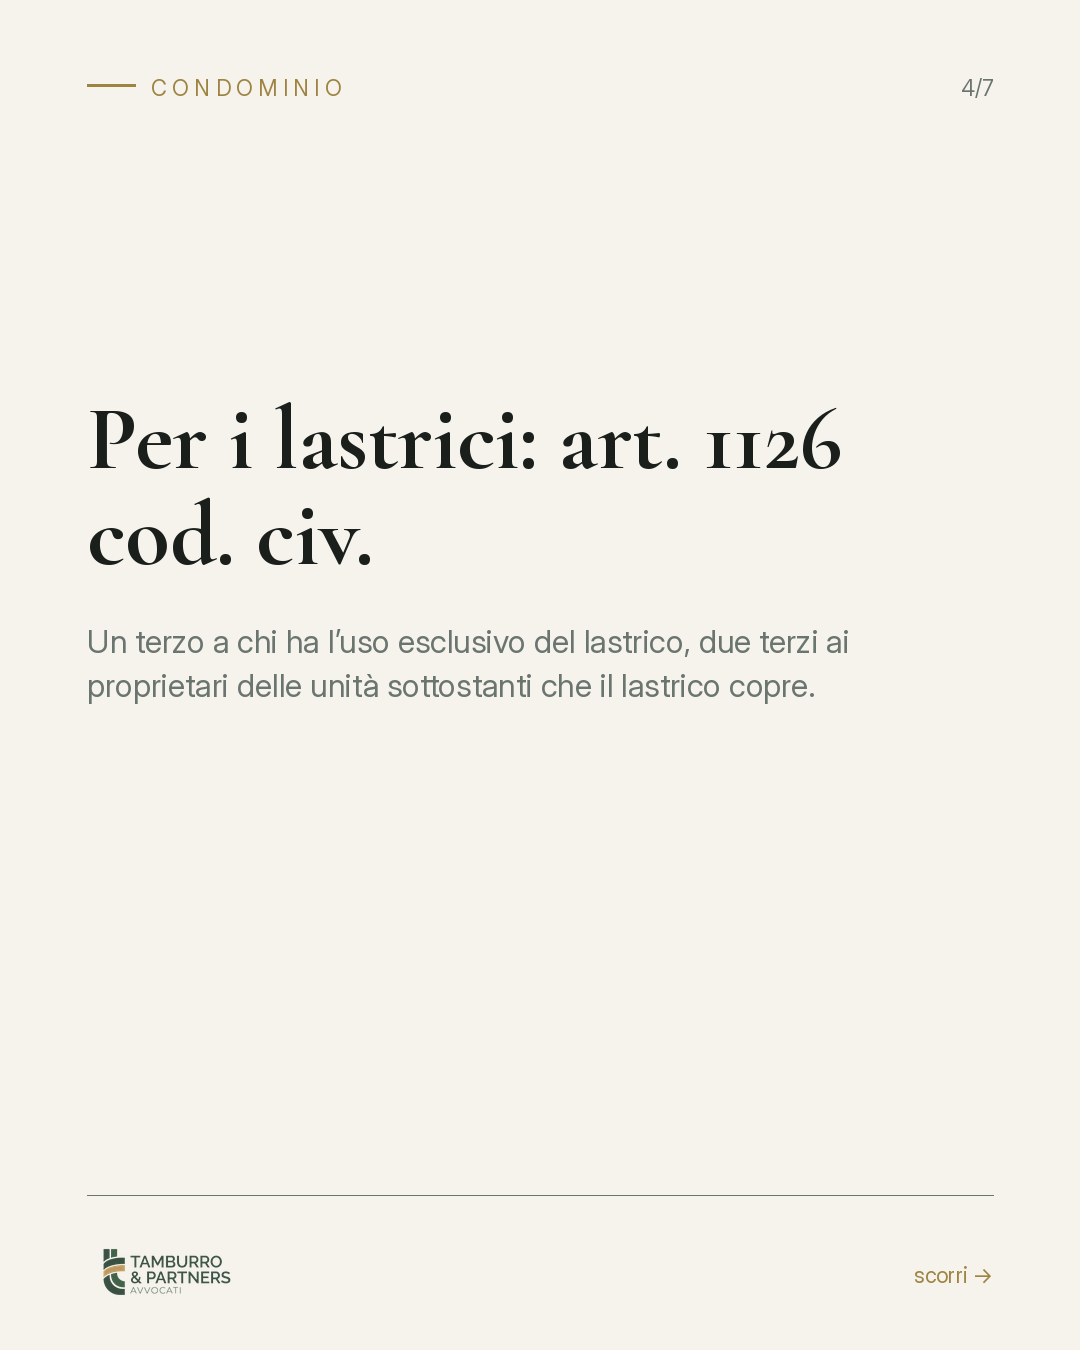 CONDOMINIO
4/7
Per i lastrici: art. 1126
cod. civ.
Un terzo a chi ha l’uso esclusivo del lastrico, due terzi ai
proprietari delle unità sottostanti che il lastrico copre.
TAMBURRO
& PARTNERS
AVVOCATI
scorri →